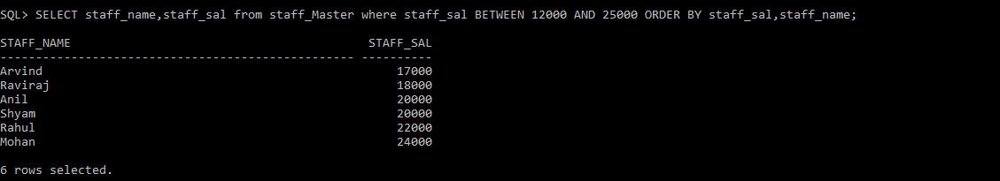 SQL> SELECT staff_name,staff_sal from staff_Master where staff_sal BETWEEN 12000 AND 25000 ORDER BY staff_sal,staff_name;
STAFF_NAME                                          STAFF_SAL
-------------------------------------------------- ----------
Arvind                                                  17000
Raviraj                                                 18000
Anil                                                    20000
Shyam                                                   20000
Rahul                                                   22000
Mohan                                                   24000
6 rows selected.